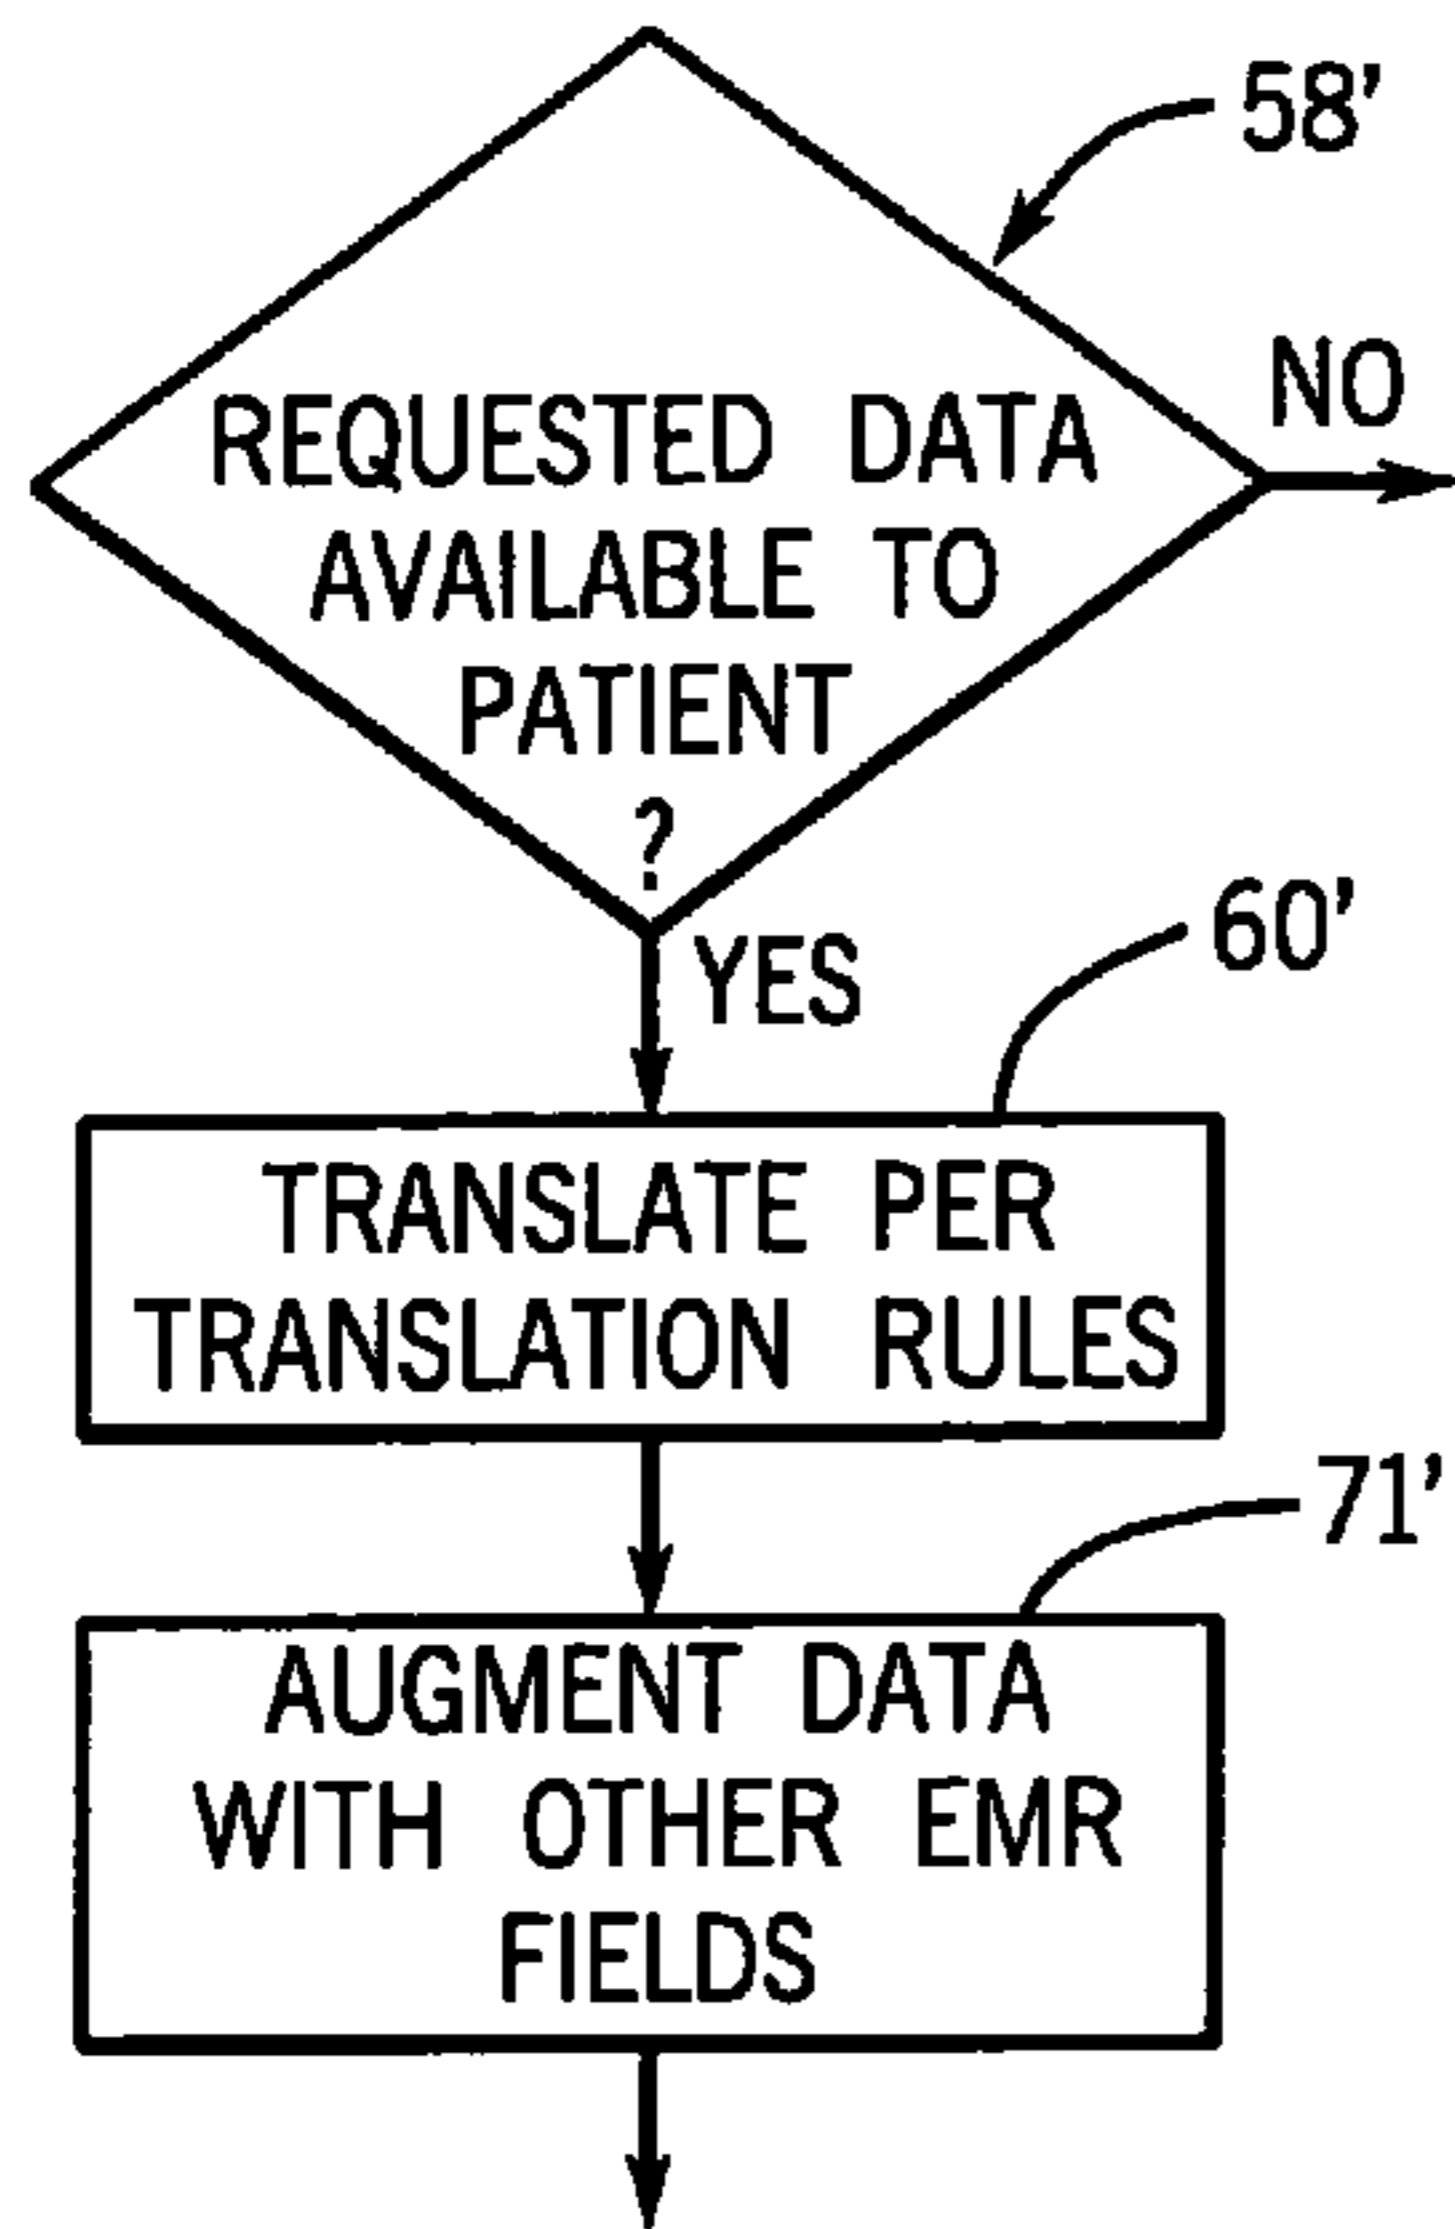 58'
NO
REQUESTED DATA
AVAILABLE TO
PATIENT
?
YES
60'
TRANSLATE PER
TRANSLATION RULES
71'
AUGMENT DATA
WITH OTHER EMR
FIELDS